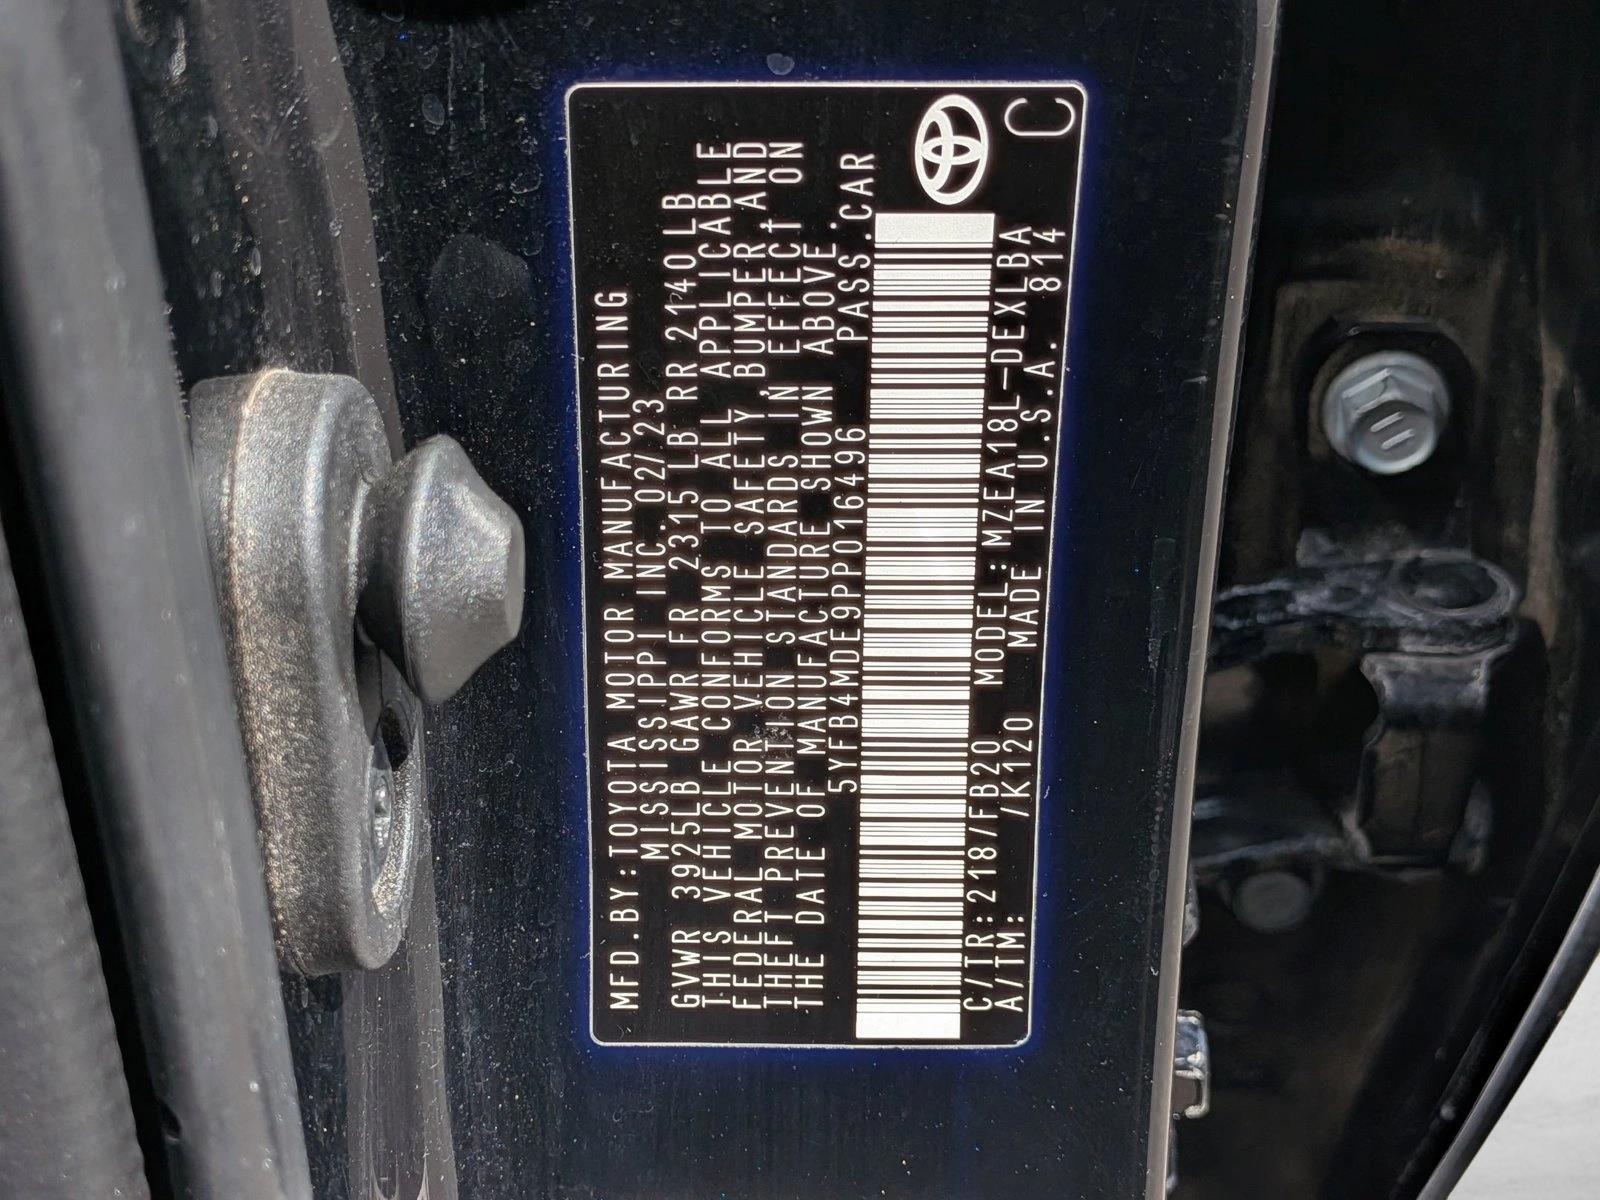 MFD.BY:TOYOTA MOTOR MANUFACTURING
MISSISSIPPI INC. 02/23
GVWR 3925LB GAWR FR 2315 LB RR 2140LB
THIS VEHICLE CONFORMS TO ALL APPLICABLE
FEDERAL MOTOR VEHICLE SAFETY, BUMPER, AND
THEFT PREVENTION STANDARDS IN EFFECT ON
THE DATE OF MANUFACTURE SHOWN ABOVE.
5YFB4MDE9PP016496 PASS.CAR
C/TR:218/FB20 MODEL:MZEA18L-DEXLBA
A/TM: /K120 MADE IN U.S.A. 814
C